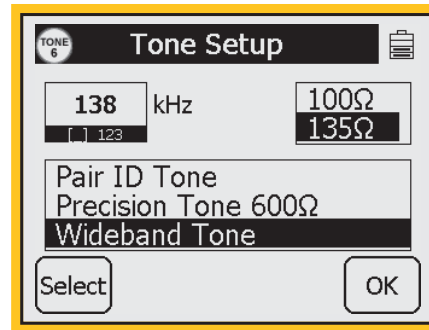 TONE
6
Tone Setup
138 kHz
[_] 123
100Ω
135Ω
Pair ID Tone
Precision Tone 600Ω
Wideband Tone
Select
OK